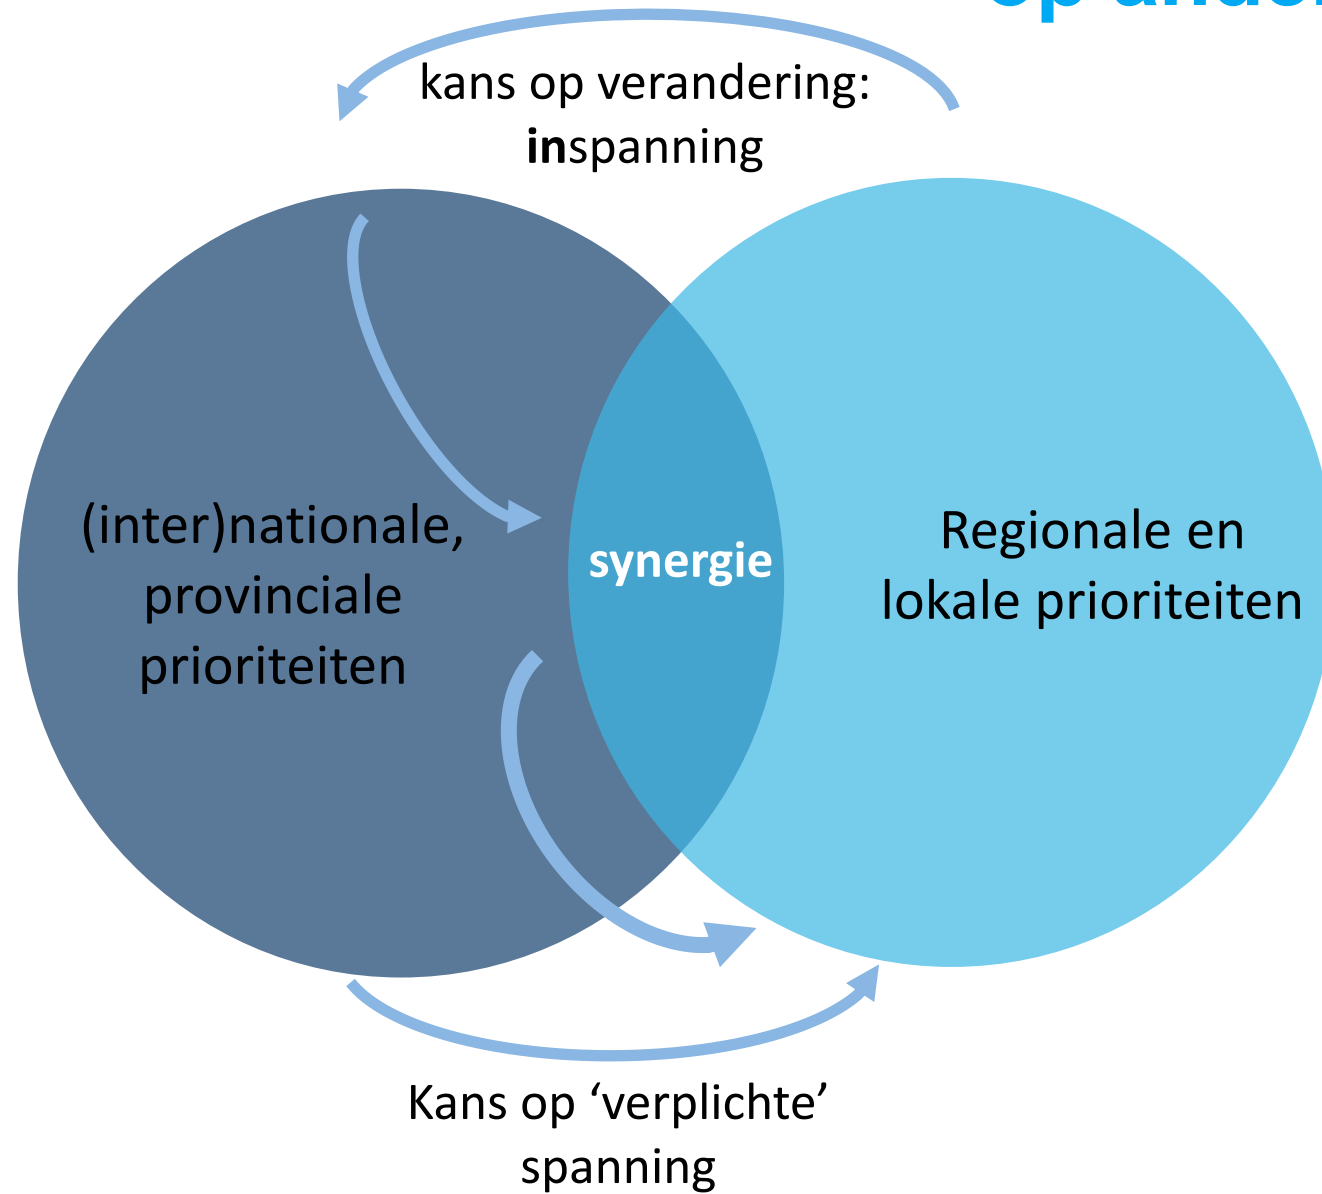 kans op verandering:
inspanning
(inter)nationale,
provinciale
prioriteiten
synergie
Regionale en
lokale prioriteiten
Kans op ‘verplichte’
spanning